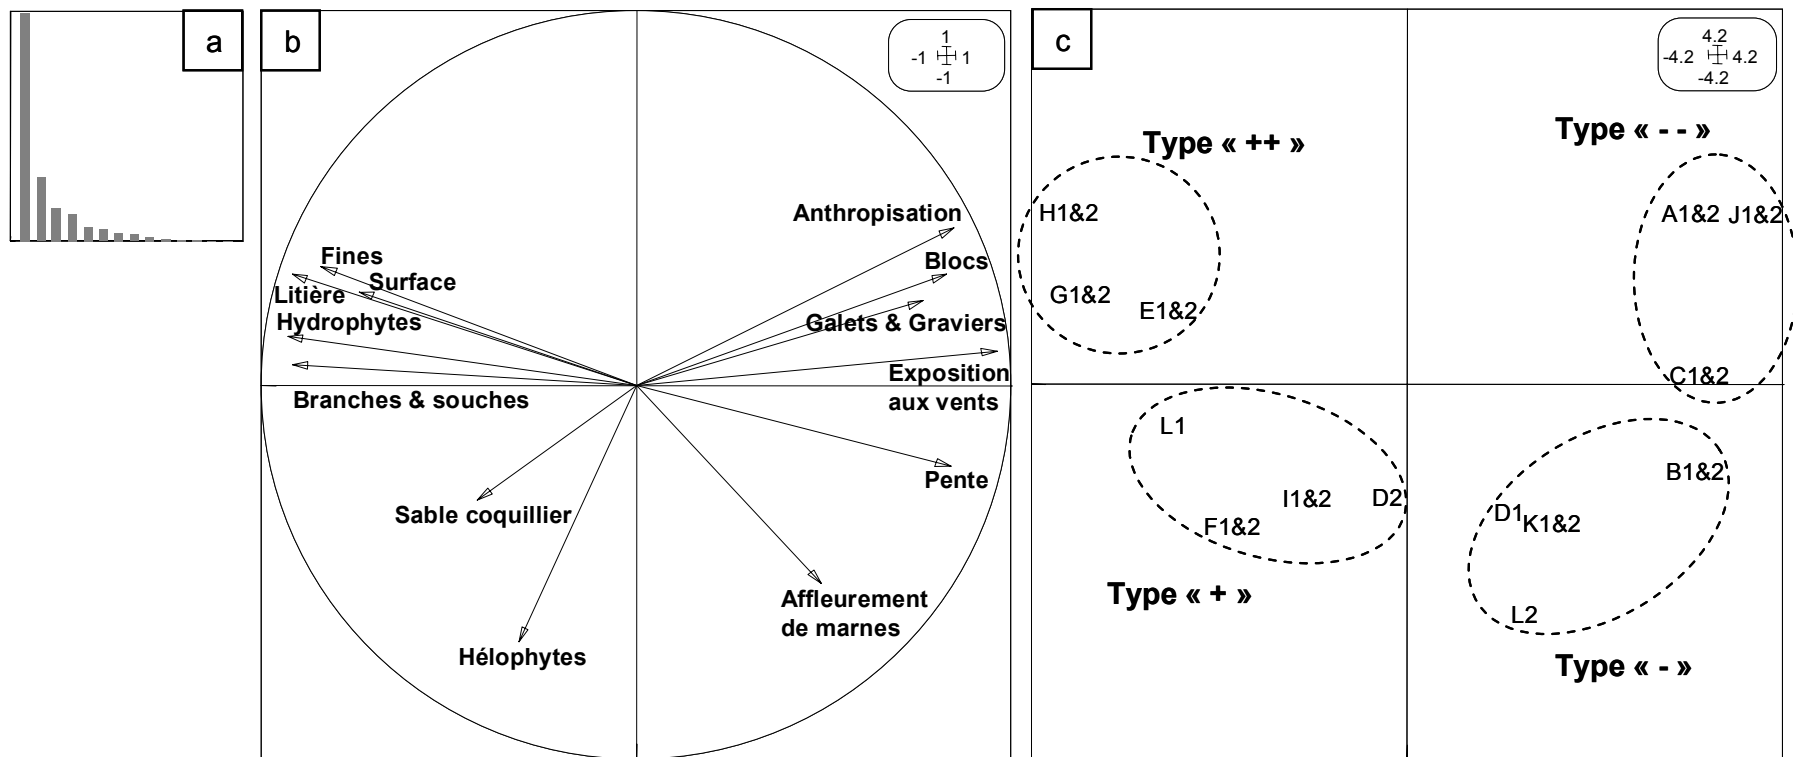 a
b
1
-1 1
-1
Anthropisation
Fines
Blocs
Surface
Litière
Hydrophytes
Galets & Graviers
Exposition
aux vents
Branches & souches
Pente
Sable coquillier
Affleurement
de marnes
Hélophytes
c
4.2
-4.2 4.2
-4.2
Type « ++ »
Type « - - »
H1&2
A1&2 J1&2
G1&2
E1&2
C1&2
L1
B1&2
I1&2
D2
D1
K1&2
F1&2
Type « + »
L2
Type « - »